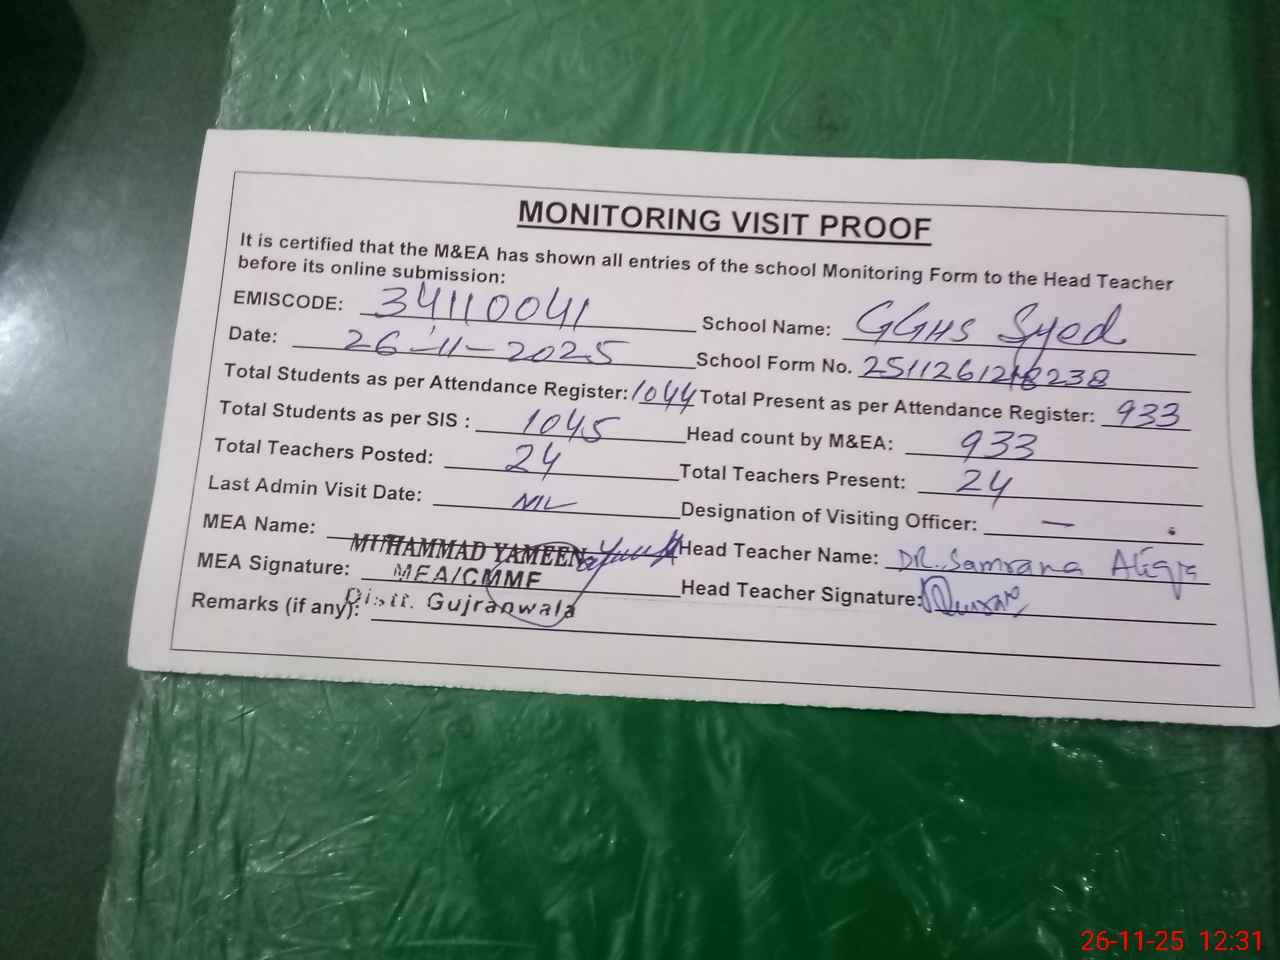 MONITORING VISIT PROOF
It is certified that the M&EA has shown all entries of the school Monitoring Form to the Head Teacher
before its online submission:
EMISCODE: 34110041 School Name: GGHS Syed
Date: 26-11-2025 School Form No. 251126121 8238
Total Students as per Attendance Register: 1044 Total Present as per Attendance Register: 933
Total Students as per SIS : 1045 Head count by M&EA: 933
Total Teachers Posted: 24 Total Teachers Present: 24
Last Admin Visit Date: NIL Designation of Visiting Officer: —
MEA Name: MUHAMMAD YAMEEN Head Teacher Name: DR. Samrana
MEA Signature: MEA/CMMF Head Teacher Signature:
Remarks (if any): Distt. Gujranwala
26-11-25 12:31